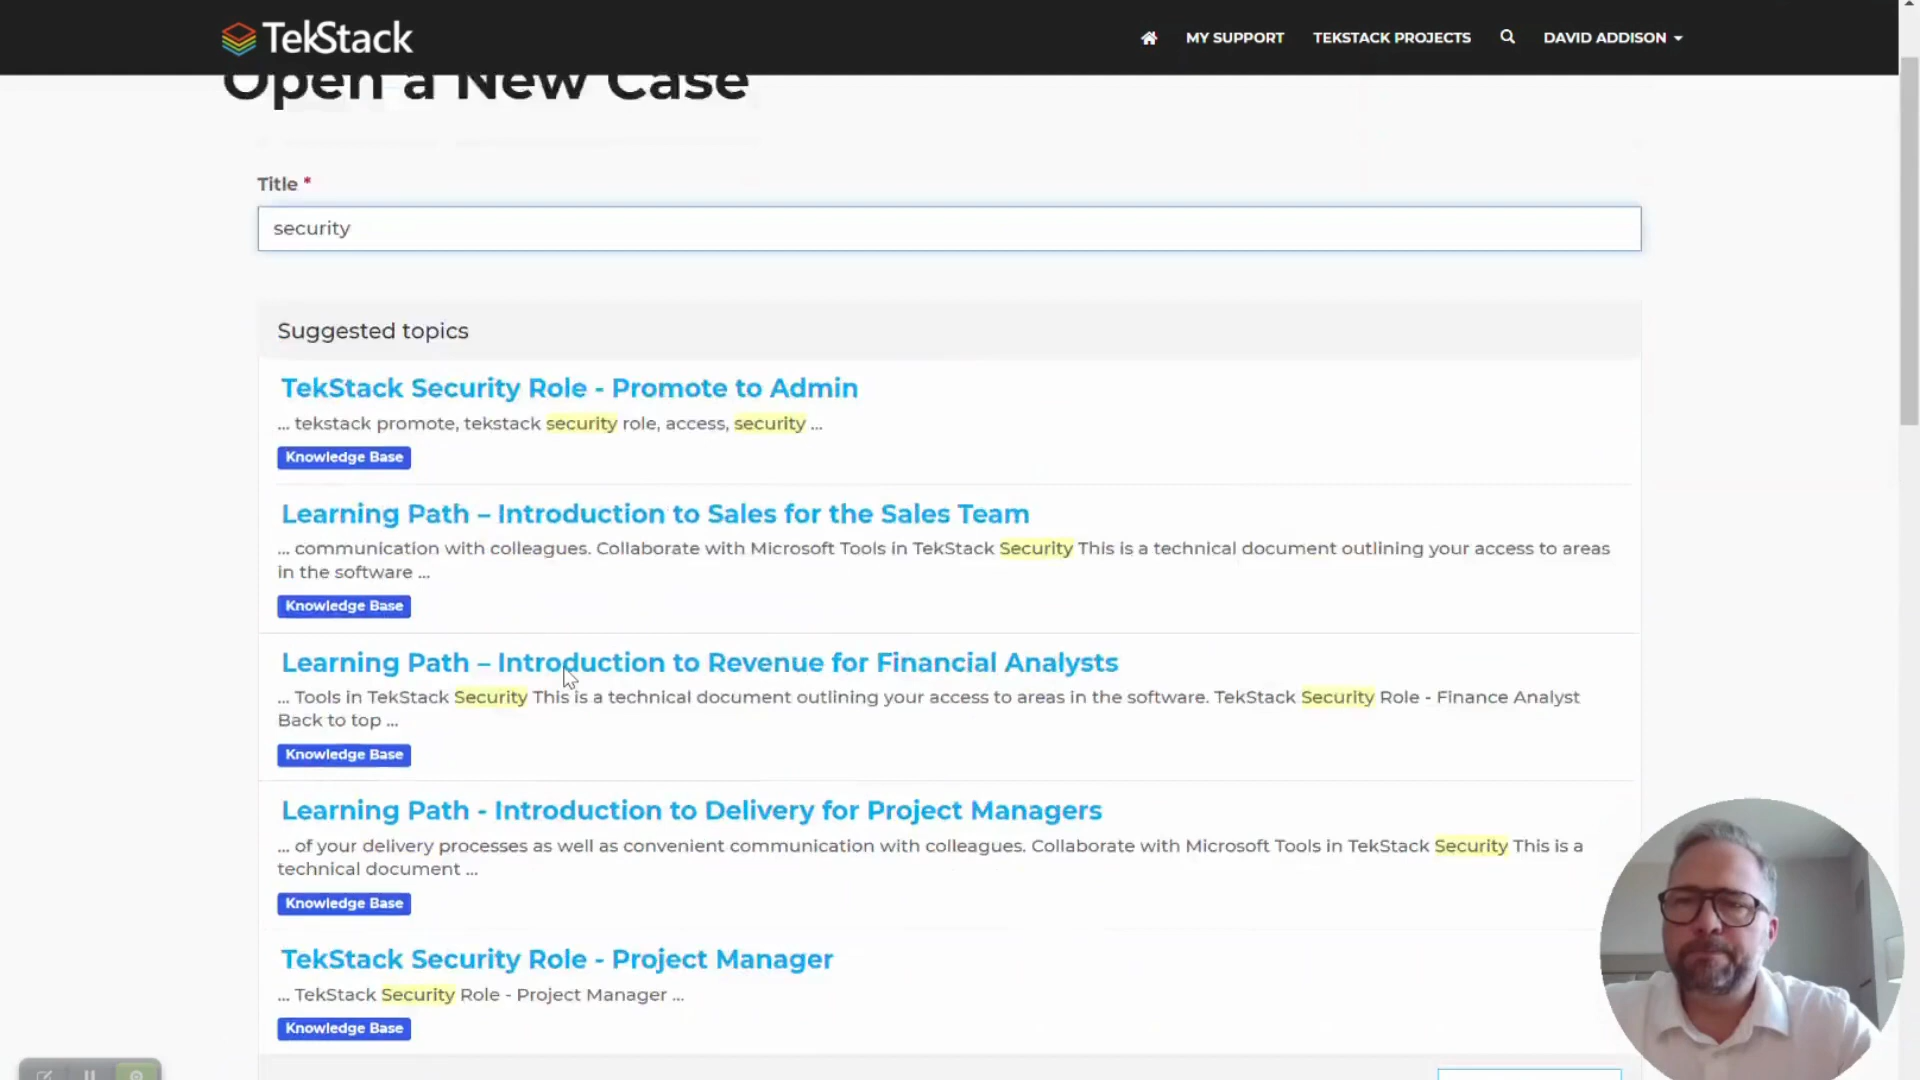 TekStack
MY SUPPORT
TEKSTACK PROJECTS
DAVID ADDISON
Open a New Case
Title *
security
Suggested topics
TekStack Security Role - Promote to Admin
... tekstack promote, tekstack security role, access, security ...
Knowledge Base
Learning Path – Introduction to Sales for the Sales Team
... communication with colleagues. Collaborate with Microsoft Tools in TekStack Security This is a technical document outlining your access to areas
in the software ...
Knowledge Base
Learning Path – Introduction to Revenue for Financial Analysts
... Tools in TekStack Security This is a technical document outlining your access to areas in the software. TekStack Security Role - Finance Analyst
Back to top ...
Knowledge Base
Learning Path - Introduction to Delivery for Project Managers
... of your delivery processes as well as convenient communication with colleagues. Collaborate with Microsoft Tools in TekStack Security This is a
technical document ...
Knowledge Base
TekStack Security Role - Project Manager
... TekStack Security Role - Project Manager ...
Knowledge Base